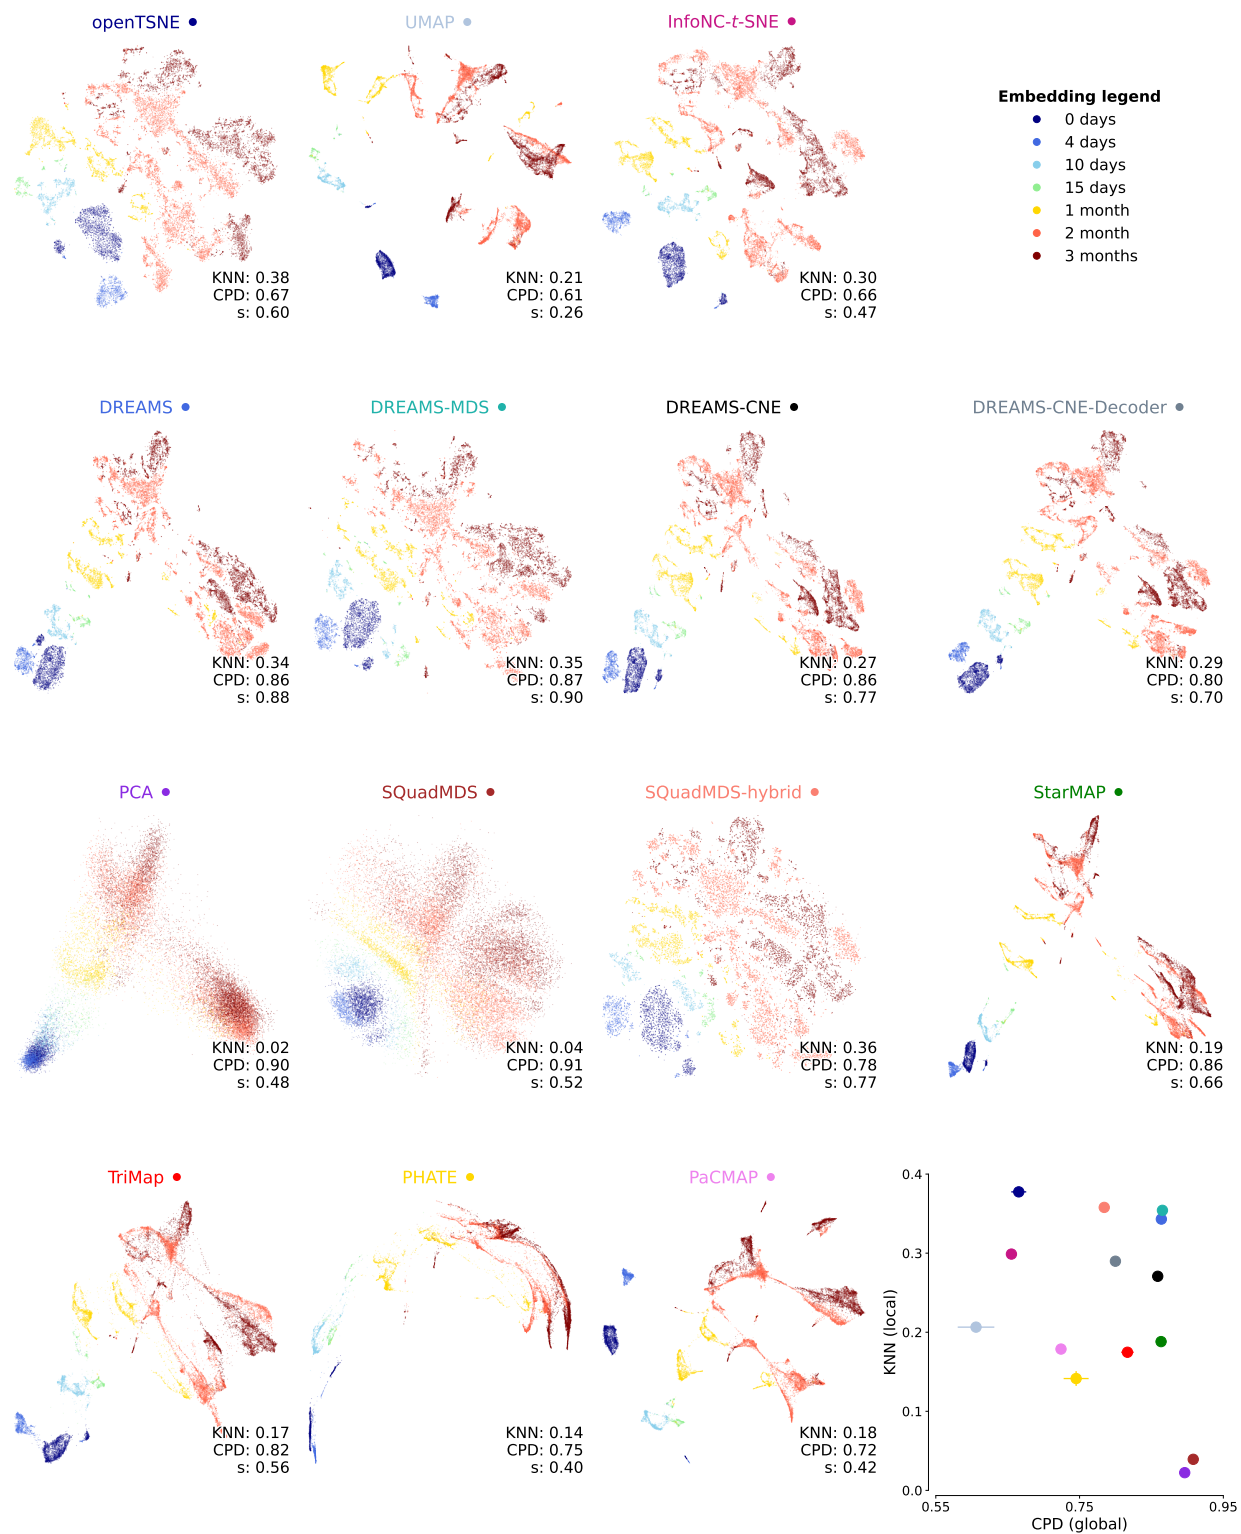 openTSNE
UMAP
InfoNC-t-SNE
Embedding legend
0 days
4 days
10 days
15 days
1 month
2 month
3 months
KNN: 0.38
CPD: 0.67
s: 0.60
KNN: 0.21
CPD: 0.61
s: 0.26
KNN: 0.30
CPD: 0.66
s: 0.47
DREAMS
DREAMS-MDS
DREAMS-CNE
DREAMS-CNE-Decoder
KNN: 0.34
CPD: 0.86
s: 0.88
KNN: 0.35
CPD: 0.87
s: 0.90
KNN: 0.27
CPD: 0.86
s: 0.77
KNN: 0.29
CPD: 0.80
s: 0.70
PCA
SQuadMDS
SQuadMDS-hybrid
StarMAP
KNN: 0.02
CPD: 0.90
s: 0.48
KNN: 0.04
CPD: 0.91
s: 0.52
KNN: 0.36
CPD: 0.78
s: 0.77
KNN: 0.19
CPD: 0.86
s: 0.66
TriMap
PHATE
PaCMAP
KNN: 0.17
CPD: 0.82
s: 0.56
KNN: 0.14
CPD: 0.75
s: 0.40
KNN: 0.18
CPD: 0.72
s: 0.42
KNN (local)
0.4
0.3
0.2
0.1
0.0
0.55
0.75
0.95
CPD (global)